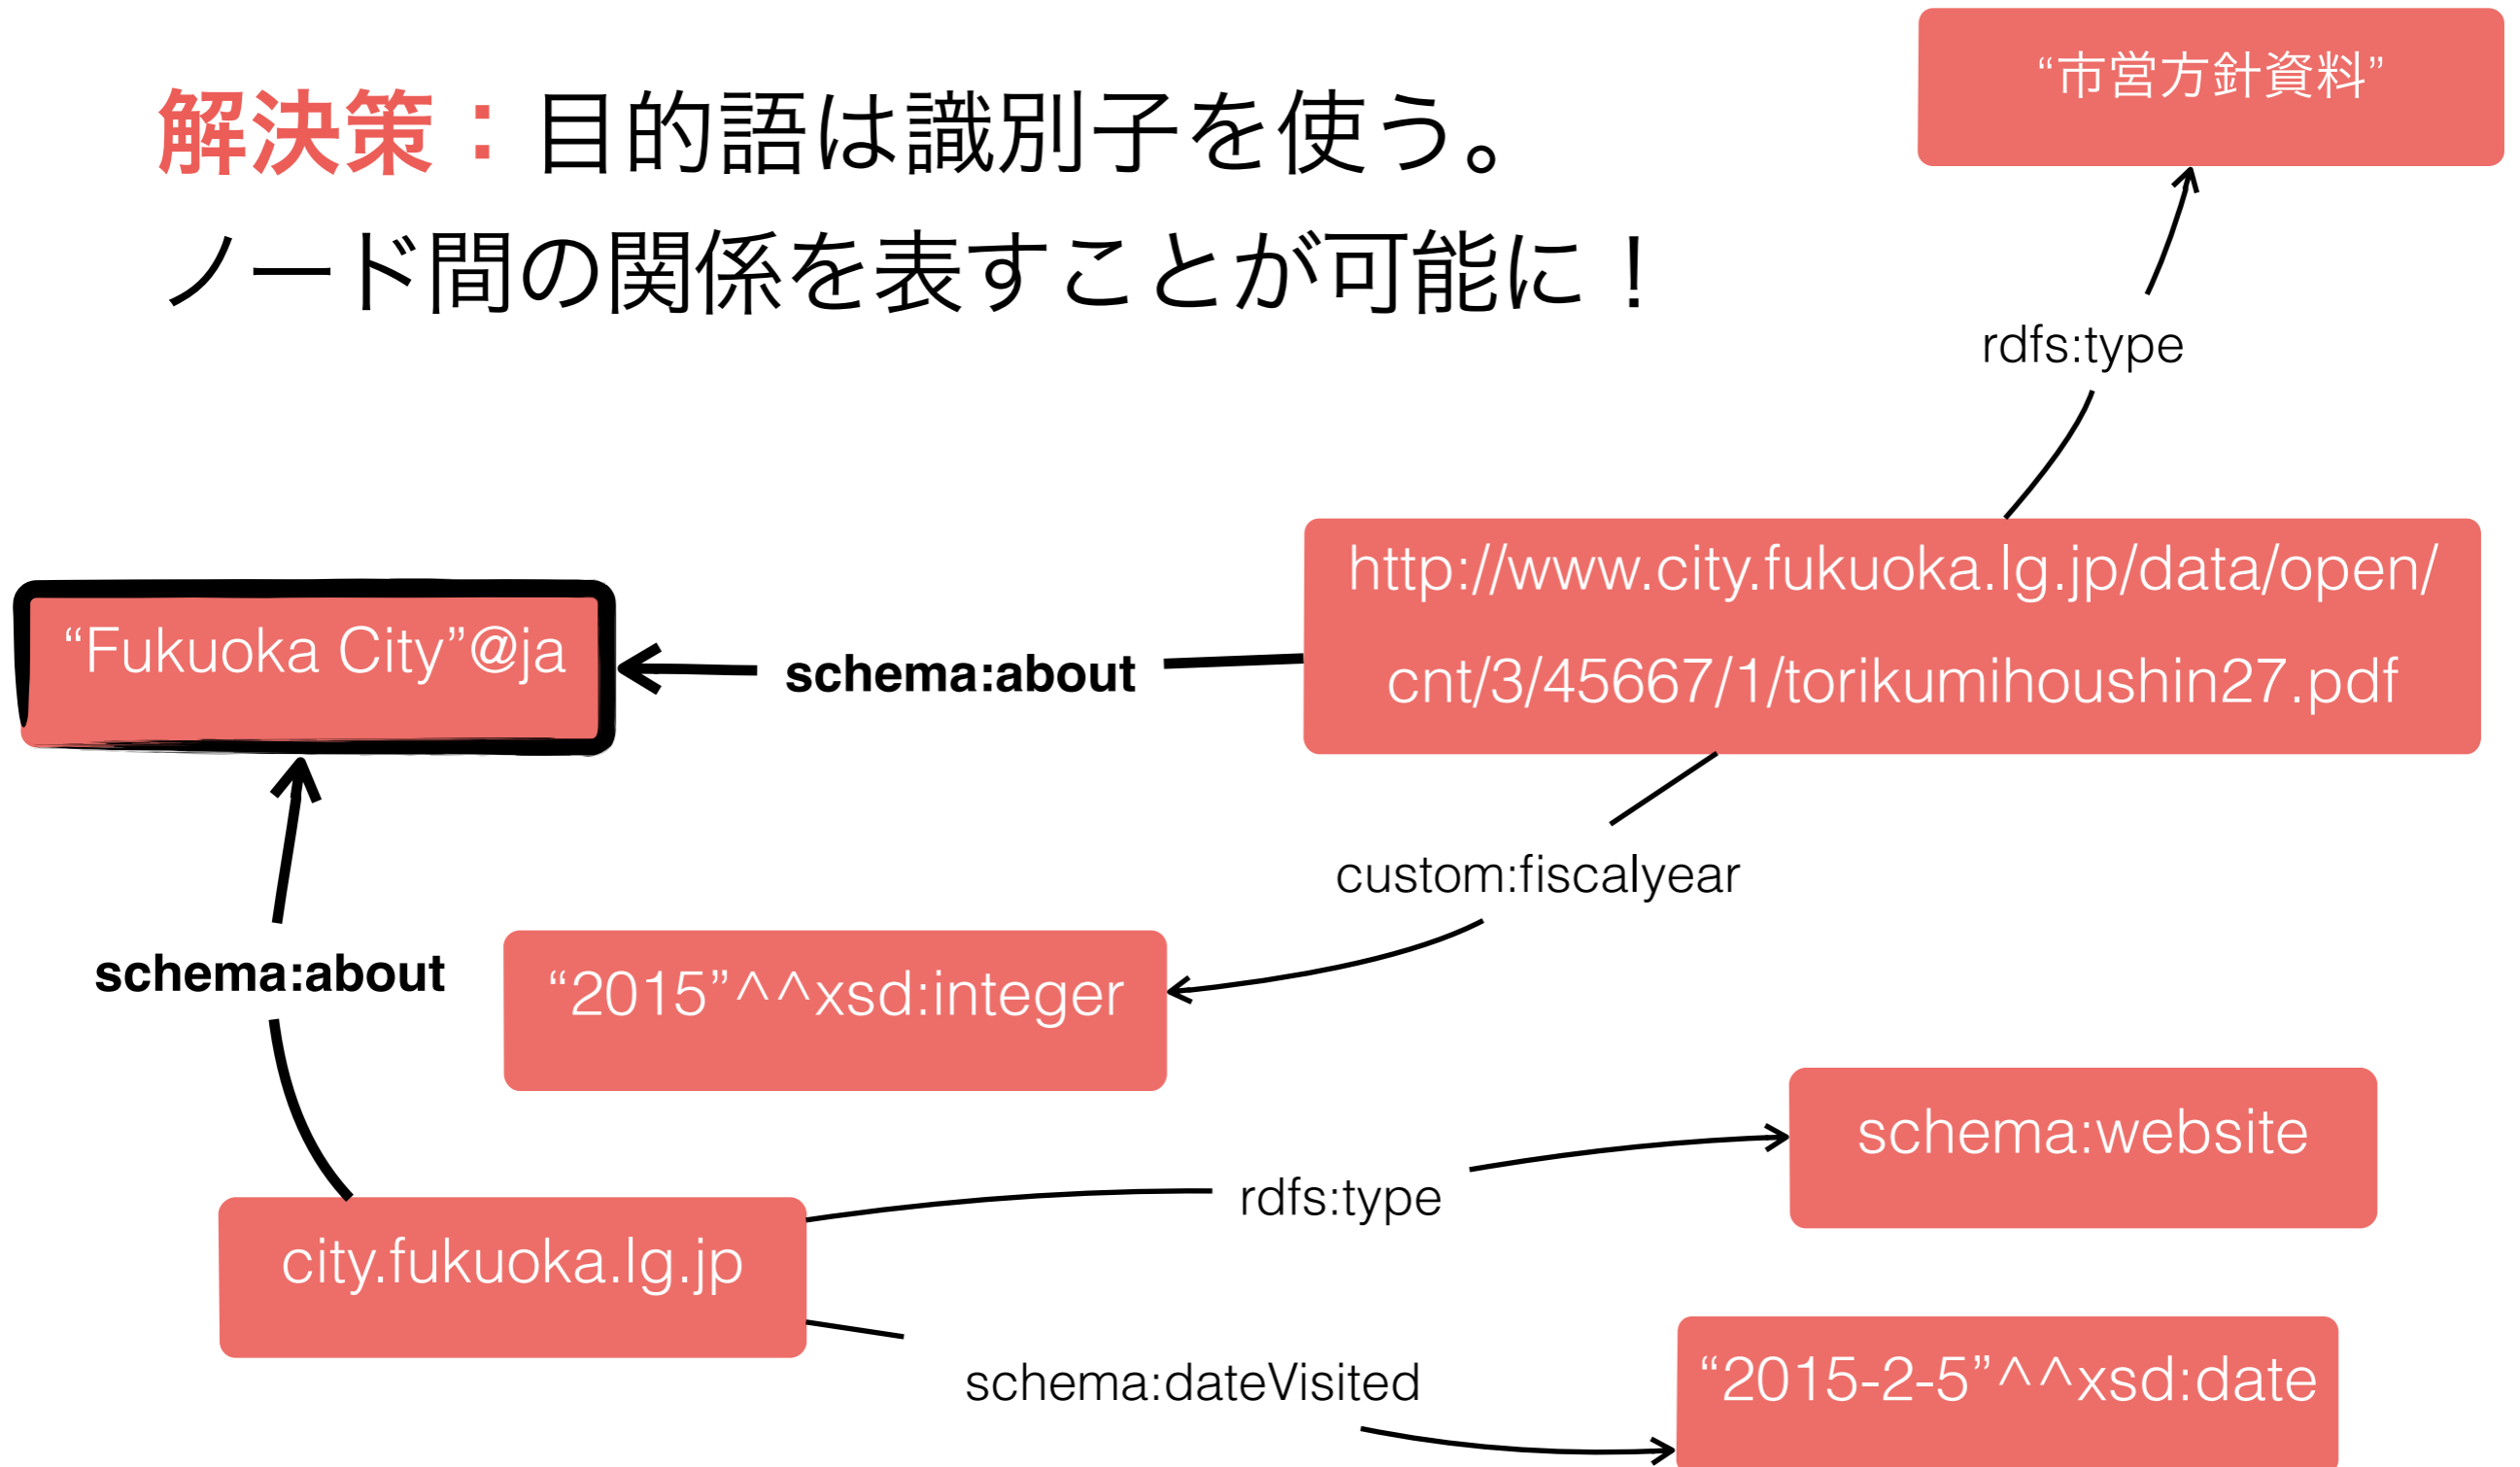 解決策：目的語は識別子を使う。
ノード間の関係を表すことが可能に！
“市営方針資料”
rdfs:type
http://www.city.fukuoka.lg.jp/data/open/
cnt/3/45667/1/torikumihoushin27.pdf
“Fukuoka City”@ja
schema:about
custom:fiscalyear
schema:about
“2015”^^xsd:integer
schema:website
rdfs:type
city.fukuoka.lg.jp
schema:dateVisited
“2015-2-5”^^xsd:date